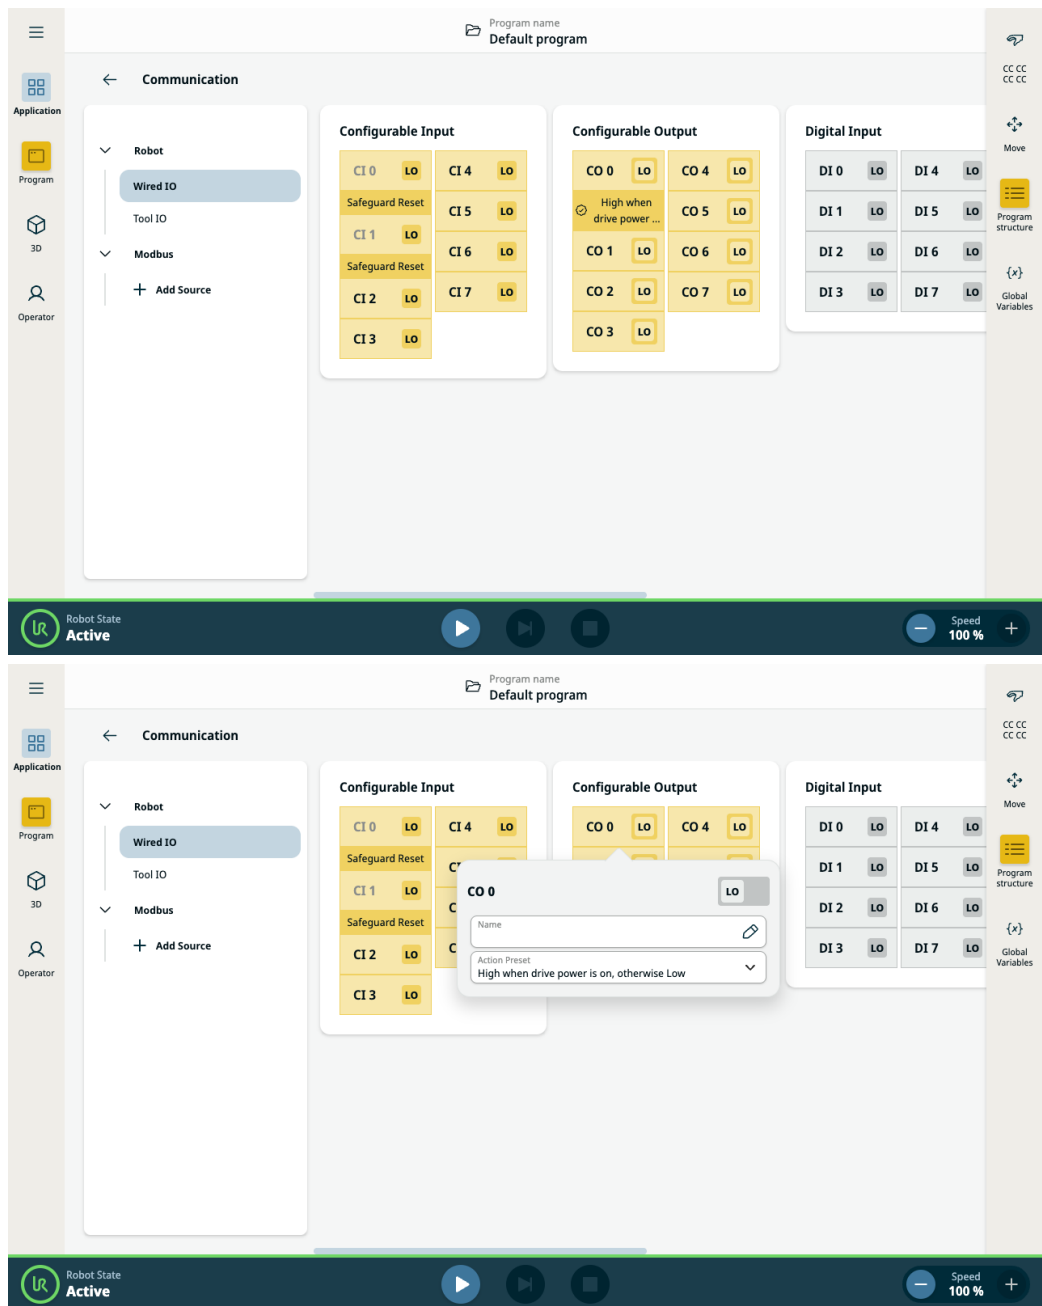 Program name
Default program
Application
Program
3D
Operator
Communication
Robot
Wired IO
Tool IO
Modbus
Add Source
Configurable Input
CI 0 LO CI 4 LO
Safeguard Reset
CI 5 LO
CI 1 LO
CI 6 LO
Safeguard Reset
CI 2 LO CI 7 LO
CI 3 LO
Configurable Output
CO 0 LO CO 4 LO
High when
drive power ...
CO 5 LO
CO 1 LO CO 6 LO
CO 2 LO CO 7 LO
CO 3 LO
Digital Input
DI 0 LO DI 4 LO
DI 1 LO DI 5 LO
DI 2 LO DI 6 LO
DI 3 LO DI 7 LO
CC CC
CC CC
Move
Program
structure
{x}
Global
Variables
Robot State
Active
Speed
100 %
Program name
Default program
Application
Program
3D
Operator
Communication
Robot
Wired IO
Tool IO
Modbus
Add Source
Configurable Input
CI 0 LO CI 4 LO
Safeguard Reset
CI 1 LO
Safeguard Reset
CI 2 LO
CI 3 LO
Configurable Output
CO 0 LO CO 4 LO
CO 0 LO
Name
Action Preset
High when drive power is on, otherwise Low
Digital Input
DI 0 LO DI 4 LO
DI 1 LO DI 5 LO
DI 2 LO DI 6 LO
DI 3 LO DI 7 LO
CC CC
CC CC
Move
Program
structure
{x}
Global
Variables
Robot State
Active
Speed
100 %